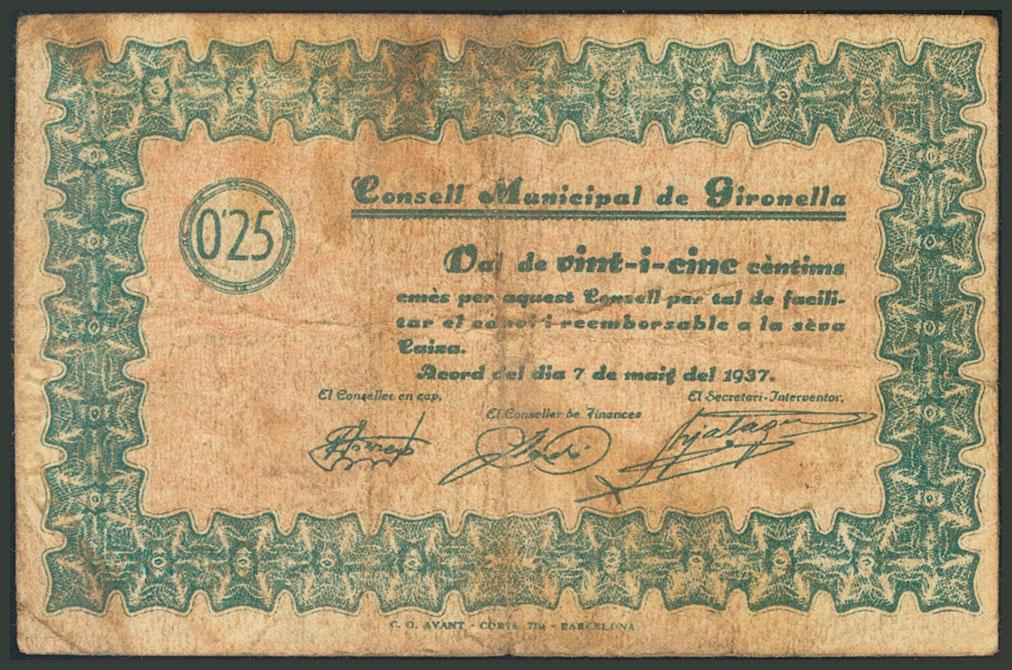 Consell Municipal de Gironella
0'25
Val de vint-i-cinc cèntims
emès per aquest Consell per tal de facili-
tar el canvi i reemborsable a la sèva
Caixa.
Acord del dia 7 de maig del 1937.
El Conseller en cap,
El Conseller de Finances
El Secretari-Interventor,
G. O. AVANT - CORTS, 719 - BARCELONA